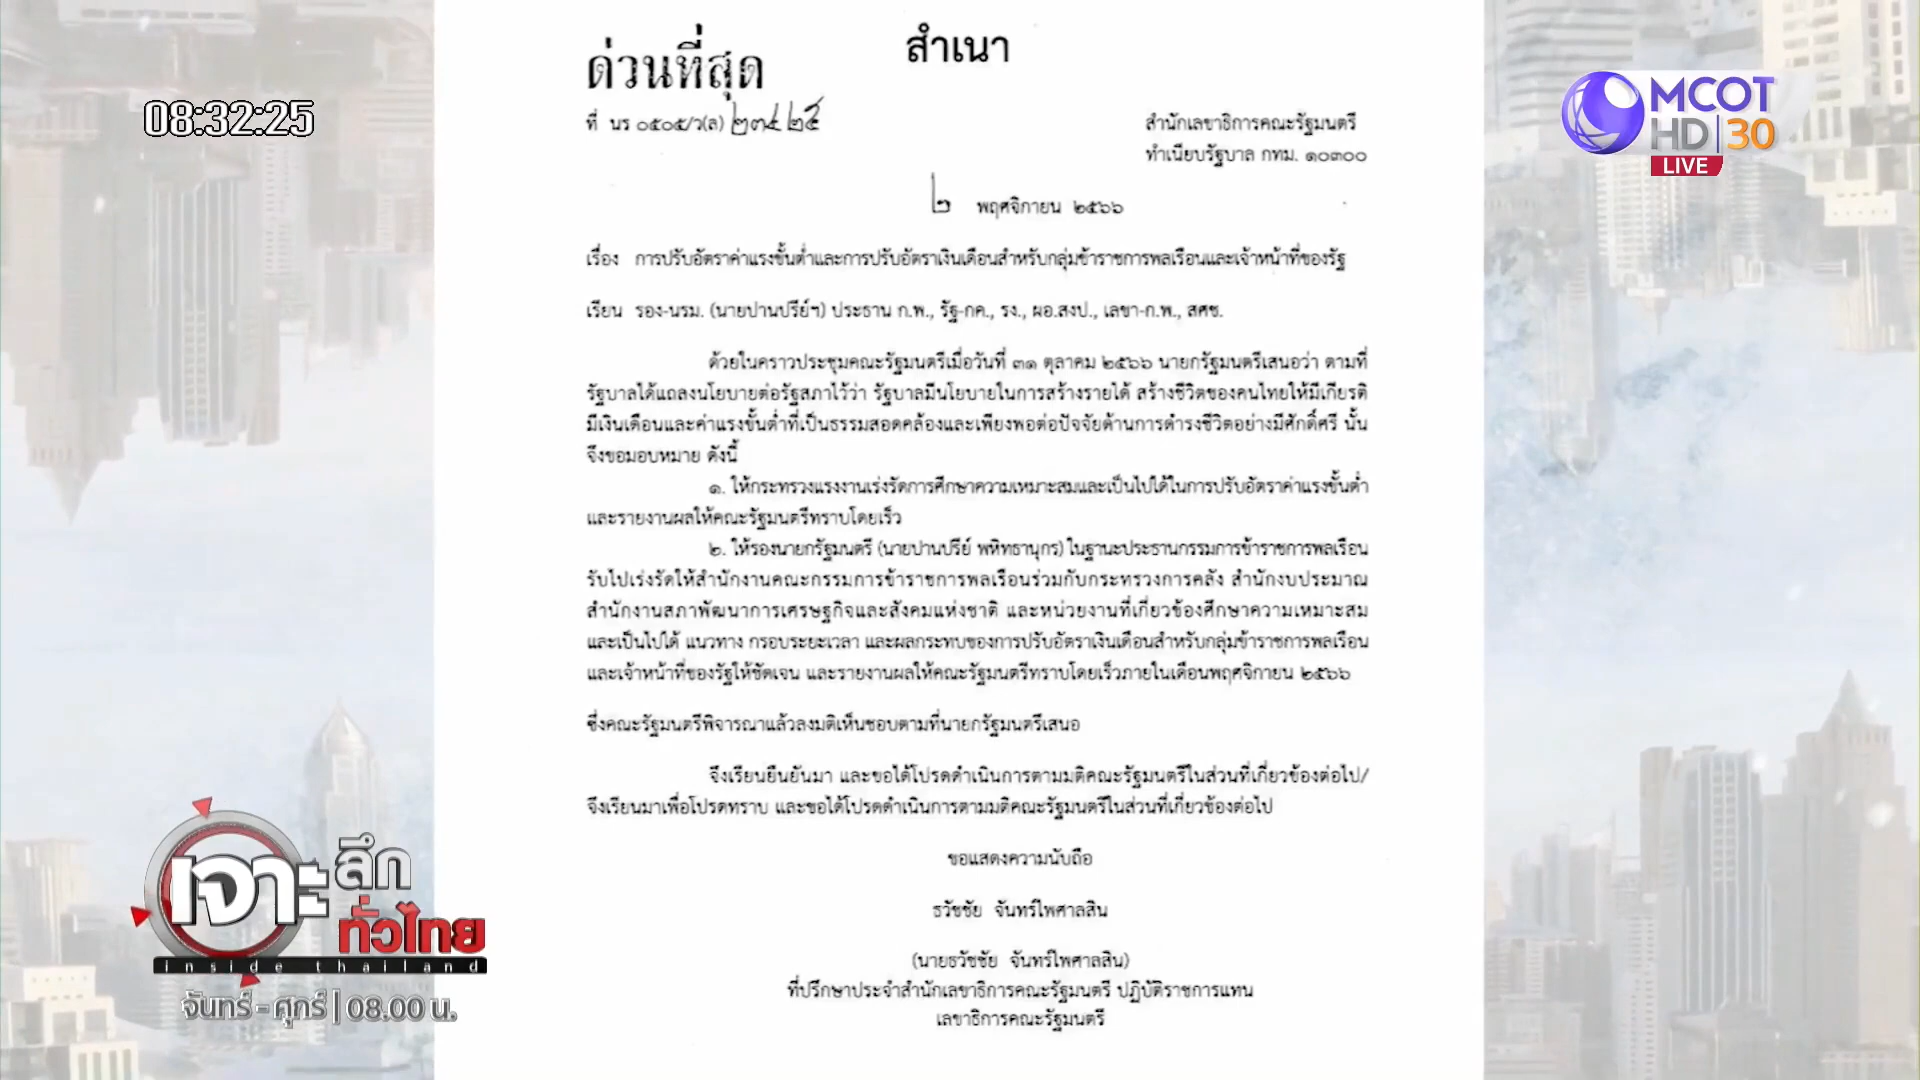 สำเนา
ด่วนที่สุด
08:32:25
MCOT
HD 30
LIVE
ที่ นร ๐๕๐๕/ว(ล) ๒๓๔๒๕
สำนักเลขาธิการคณะรัฐมนตรี
ทำเนียบรัฐบาล กทม. ๑๐๓๐๐
๒ พฤศจิกายน ๒๕๖๖
เรื่อง การปรับอัตราค่าแรงขั้นต่ำและการปรับอัตราเงินเดือนสำหรับกลุ่มข้าราชการพลเรือนและเจ้าหน้าที่ของรัฐ
เรียน รอง-นรม. (นายปานปรีย์ฯ) ประธาน ก.พ., รัฐ-กค., รง., ผอ.สงป., เลขา-ก.พ., สศช.
ด้วยในคราวประชุมคณะรัฐมนตรีเมื่อวันที่ ๓๑ ตุลาคม ๒๕๖๖ นายกรัฐมนตรีเสนอว่า ตามที่
รัฐบาลได้แถลงนโยบายต่อรัฐสภาไว้ว่า รัฐบาลมีนโยบายในการสร้างรายได้ สร้างชีวิตของคนไทยให้มีเกียรติ
มีเงินเดือนและค่าแรงขั้นต่ำที่เป็นธรรมสอดคล้องและเพียงพอต่อปัจจัยด้านการดำรงชีวิตอย่างมีศักดิ์ศรี นั้น
จึงขอมอบหมาย ดังนี้
๑. ให้กระทรวงแรงงานเร่งรัดการศึกษาความเหมาะสมและเป็นไปได้ในการปรับอัตราค่าแรงขั้นต่ำ
และรายงานผลให้คณะรัฐมนตรีทราบโดยเร็ว
๒. ให้รองนายกรัฐมนตรี (นายปานปรีย์ พหิทธานุกร) ในฐานะประธานกรรมการข้าราชการพลเรือน
รับไปเร่งรัดให้สำนักงานคณะกรรมการข้าราชการพลเรือนร่วมกับกระทรวงการคลัง สำนักงบประมาณ
สำนักงานสภาพัฒนาการเศรษฐกิจและสังคมแห่งชาติ และหน่วยงานที่เกี่ยวข้องศึกษาความเหมาะสม
และเป็นไปได้ แนวทาง กรอบระยะเวลา และผลกระทบของการปรับอัตราเงินเดือนสำหรับกลุ่มข้าราชการพลเรือน
และเจ้าหน้าที่ของรัฐให้ชัดเจน และรายงานผลให้คณะรัฐมนตรีทราบโดยเร็วภายในเดือนพฤศจิกายน ๒๕๖๖
ซึ่งคณะรัฐมนตรีพิจารณาแล้วลงมติเห็นชอบตามที่นายกรัฐมนตรีเสนอ
จึงเรียนยืนยันมา และขอได้โปรดดำเนินการตามมติคณะรัฐมนตรีในส่วนที่เกี่ยวข้องต่อไป/
จึงเรียนมาเพื่อโปรดทราบ และขอได้โปรดดำเนินการตามมติคณะรัฐมนตรีในส่วนที่เกี่ยวข้องต่อไป
ขอแสดงความนับถือ
ธวัชชัย จันทร์ไพศาลสิน
(นายธวัชชัย จันทร์ไพศาลสิน)
ที่ปรึกษาประจำสำนักเลขาธิการคณะรัฐมนตรี ปฏิบัติราชการแทน
เลขาธิการคณะรัฐมนตรี
เจาะลึก
ทั่วไทย
inside thailand
จันทร์ - ศุกร์ | 08.00 น.